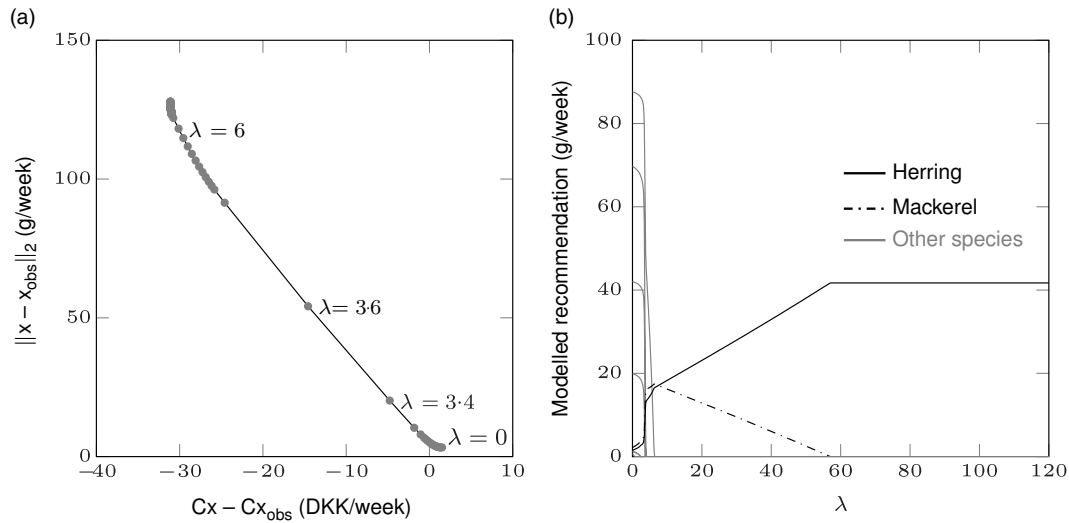 (a)
150
100
50
0
−40
−30
−20
−10
0
10
||x – x_obs||_2 (g/week)
Cx – Cx_obs (DKK/week)
λ = 6
λ = 3·6
λ = 3·4
λ = 0
(b)
100
80
60
40
20
0
0
20
40
60
80
100
120
Modelled recommendation (g/week)
λ
Herring
Mackerel
Other species